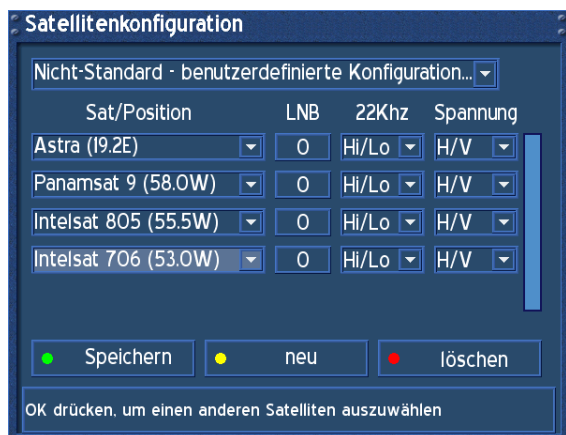 Satellitenkonfiguration
Nicht-Standard - benutzerdefinierte Konfiguration...
Sat/Position LNB 22Khz Spannung
Astra (19.2E) 0 Hi/Lo H/V
Panamsat 9 (58.0W) 0 Hi/Lo H/V
Intelsat 805 (55.5W) 0 Hi/Lo H/V
Intelsat 706 (53.0W) 0 Hi/Lo H/V
Speichern neu löschen
OK drücken, um einen anderen Satelliten auszuwählen